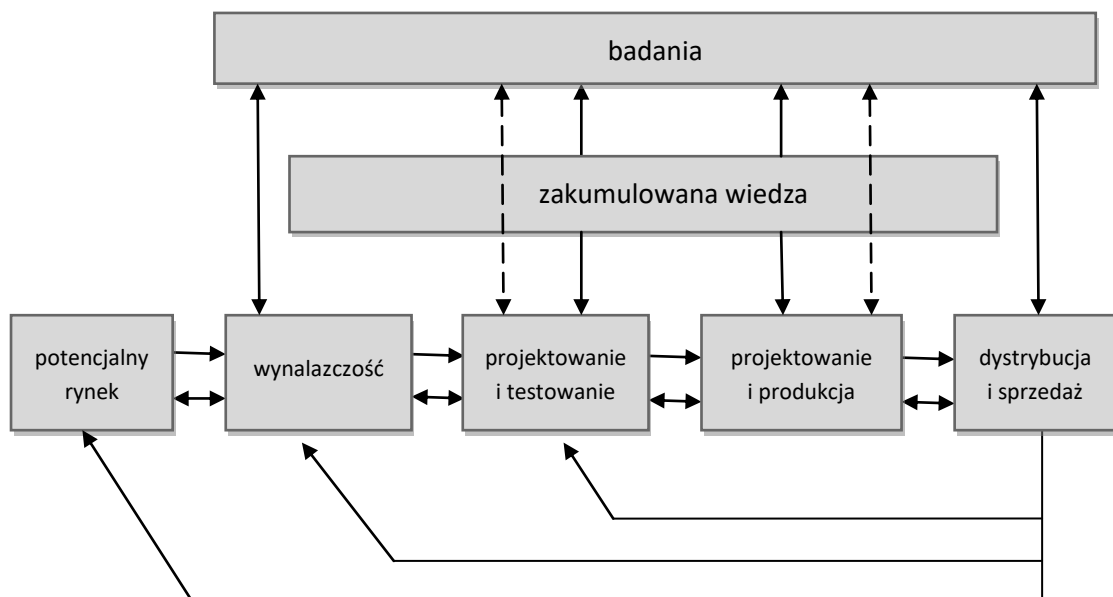 badania
zakumulowana wiedza
potencjalny
rynek
wynalazczość
projektowanie
i testowanie
projektowanie
i produkcja
dystrybucja
i sprzedaż